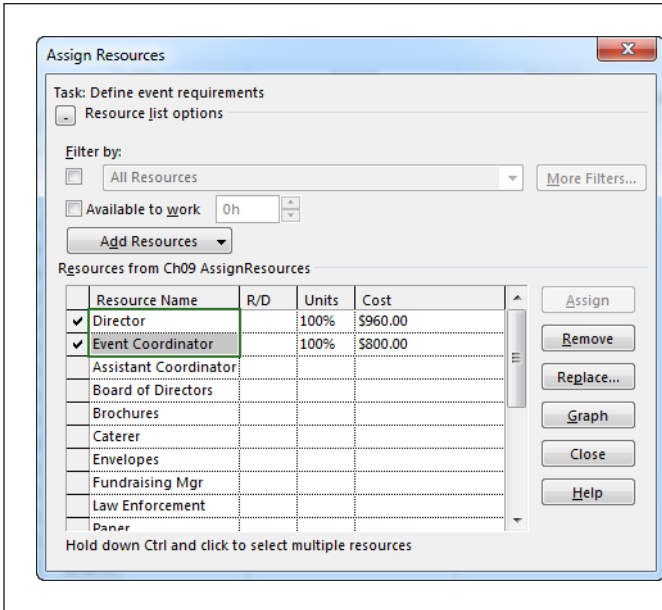 Assign Resources
Task: Define event requirements
Resource list options
Filter by:
All Resources More Filters...
Available to work 0h
Add Resources
Resources from Ch09 AssignResources
Resource Name R/D Units Cost Assign
Director 100% $960.00
Event Coordinator 100% $800.00 Remove
Assistant Coordinator
Board of Directors Replace...
Brochures Graph
Caterer
Envelopes Close
Fundraising Mgr
Law Enforcement Help
Paper
Hold down Ctrl and click to select multiple resources